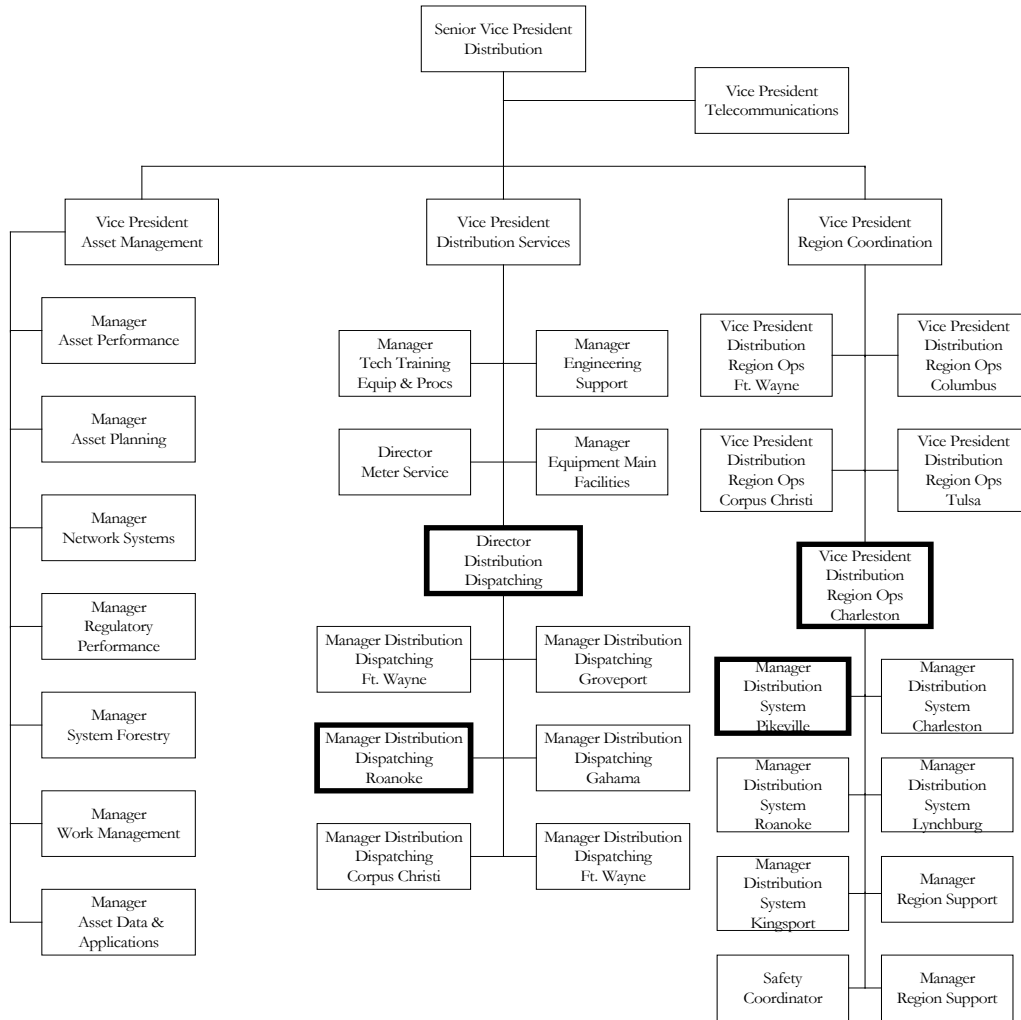 Senior Vice President
Distribution
Vice President
Telecommunications
Vice President
Asset Management
Vice President
Distribution Services
Vice President
Region Coordination
Manager
Asset Performance
Manager
Asset Planning
Manager
Network Systems
Manager
Regulatory
Performance
Manager
System Forestry
Manager
Work Management
Manager
Asset Data &
Applications
Manager
Tech Training
Equip & Procs
Manager
Engineering
Support
Director
Meter Service
Manager
Equipment Main
Facilities
Director
Distribution
Dispatching
Manager Distribution
Dispatching
Ft. Wayne
Manager Distribution
Dispatching
Groveport
Manager Distribution
Dispatching
Roanoke
Manager Distribution
Dispatching
Gahama
Manager Distribution
Dispatching
Corpus Christi
Manager Distribution
Dispatching
Ft. Wayne
Vice President
Distribution
Region Ops
Ft. Wayne
Vice President
Distribution
Region Ops
Columbus
Vice President
Distribution
Region Ops
Corpus Christi
Vice President
Distribution
Region Ops
Tulsa
Vice President
Distribution
Region Ops
Charleston
Manager
Distribution
System
Pikeville
Manager
Distribution
System
Charleston
Manager
Distribution
System
Roanoke
Manager
Distribution
System
Lynchburg
Manager
Distribution
System
Kingsport
Manager
Region Support
Safety
Coordinator
Manager
Region Support